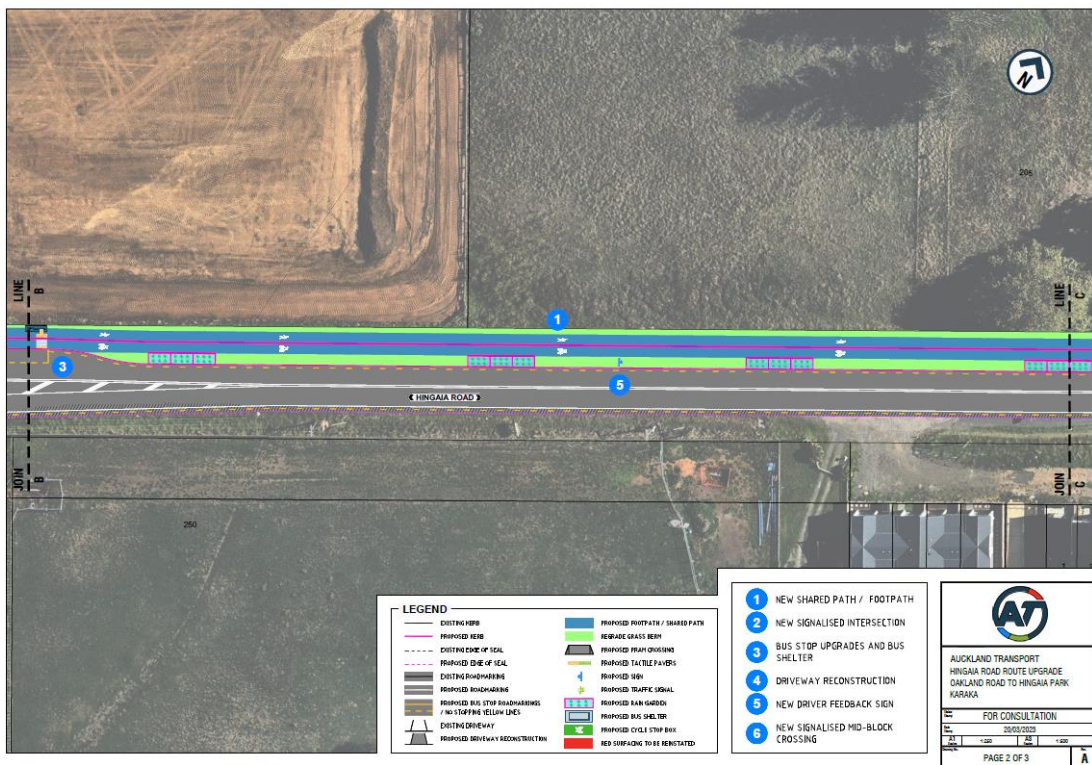 N
205
LINE
B
JOIN
B
LINE
C
JOIN
C
1
3
5
HINGAIA ROAD
250
LEGEND
EXISTING KERB
PROPOSED KERB
EXISTING EDGE OF SEAL
PROPOSED EDGE OF SEAL
EXISTING ROADMARKING
PROPOSED ROADMARKING
PROPOSED BUS STOP ROADMARKINGS
/ NO STOPPING YELLOW LINES
EXISTING DRIVEWAY
PROPOSED DRIVEWAY RECONSTRUCTION
PROPOSED FOOTPATH / SHARED PATH
REGRADE GRASS BERM
PROPOSED PRAM CROSSING
PROPOSED TACTILE PAVERS
PROPOSED SIGN
PROPOSED TRAFFIC SIGNAL
PROPOSED RAIN GARDEN
PROPOSED BUS SHELTER
PROPOSED CYCLE STOP BOX
RED SURFACING TO BE REINSTATED
1 NEW SHARED PATH / FOOTPATH
2 NEW SIGNALISED INTERSECTION
3 BUS STOP UPGRADES AND BUS
SHELTER
4 DRIVEWAY RECONSTRUCTION
5 NEW DRIVER FEEDBACK SIGN
6 NEW SIGNALISED MID-BLOCK
CROSSING
AT
AUCKLAND TRANSPORT
HINGAIA ROAD ROUTE UPGRADE
OAKLAND ROAD TO HINGAIA PARK
KARAKA
FOR CONSULTATION
20/03/2023
A1 1:250 A3 1:500
PAGE 2 OF 3
A